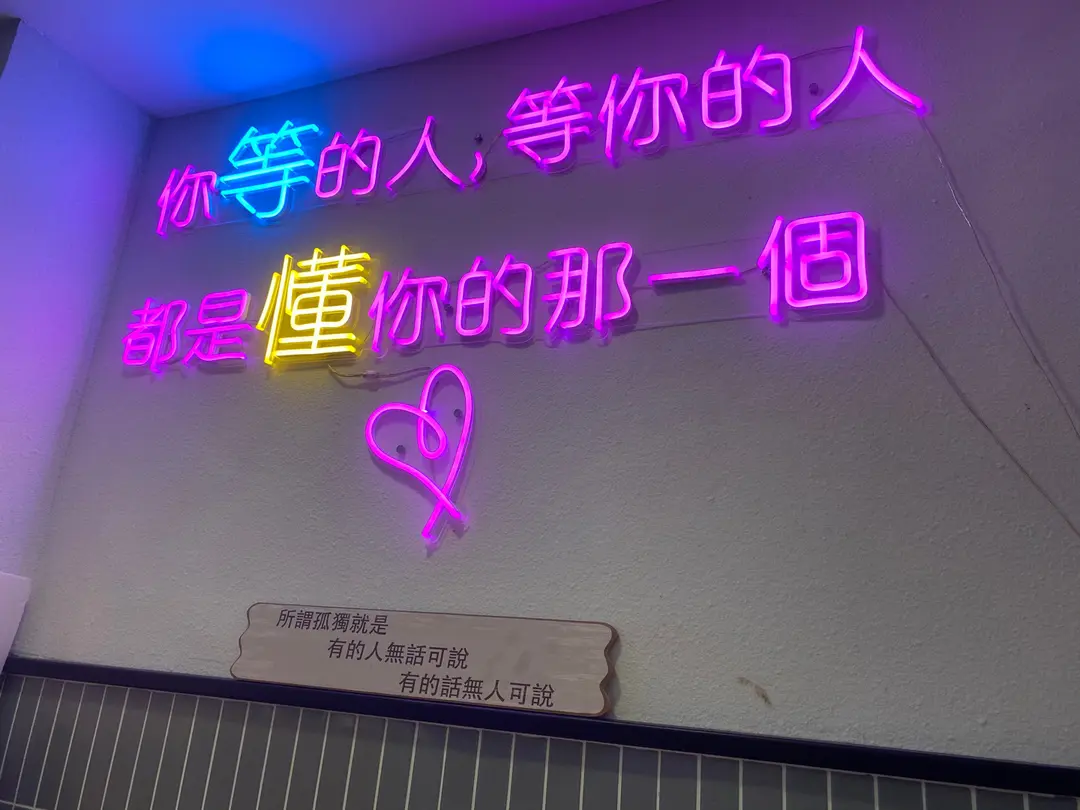 你等的人,等你的人
都是懂你的那一個
所謂孤獨就是
有的人無話可說
有的話無人可說